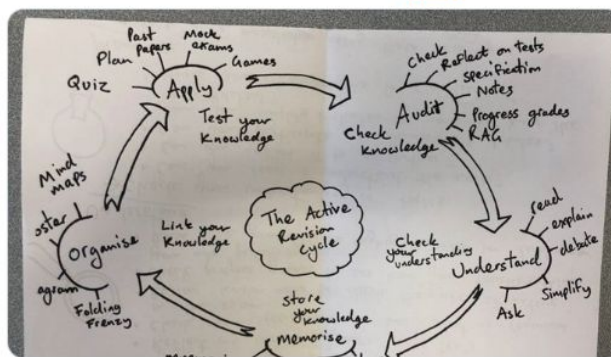 Past
Papers
Mock
exams
Plan
Games
Quiz
Apply
Test your
Knowledge
Check
Reflect on tests
Specification
Notes
Progress grades
RAG
Audit
Check
Knowledge
Mind
maps
oster
Organise
agram
Folding
Frenzy
Link your
Knowledge
The Active
Revision
Cycle
Check
your
understanding
read
explain
debate
Simplify
Ask
Understand
Store
your
Knowledge
Memorise